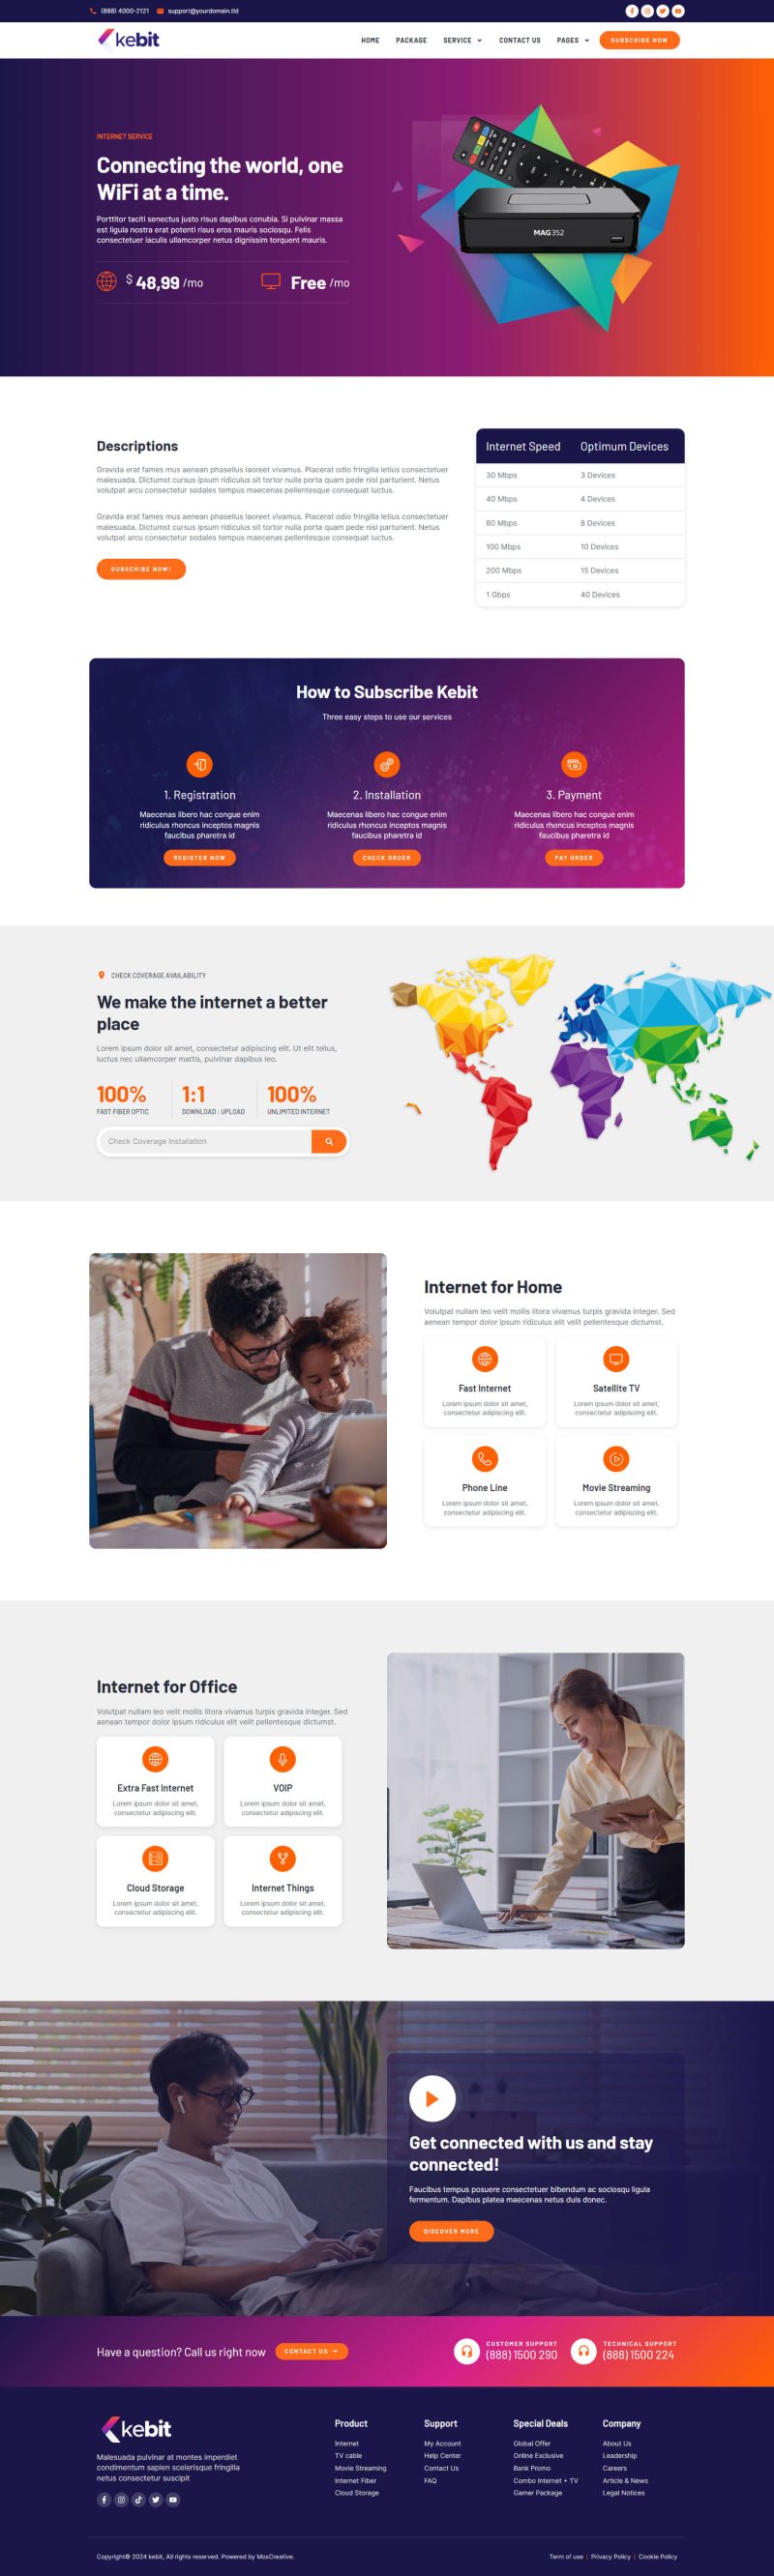 (888) 4000-2121 support@yourdomain.tld
kebit
HOME PACKAGE SERVICE CONTACT US PAGES SUBSCRIBE NOW
INTERNET SERVICE
Connecting the world, one
WiFi at a time.
Porttitor taciti senectus justo risus dapibus conubia. Si pulvinar massa
est ligula nostra erat potenti risus eros mauris sociosqu. Felis
consectetuer iaculis ullamcorper netus dignissim torquent mauris.
$ 48,99 /mo
Free /mo
MAG352
Descriptions
Gravida erat fames mus aenean phasellus laoreet vivamus. Placerat odio fringilla letius consectetuer
malesuada. Dictumst cursus ipsum ridiculus sit tortor nulla porta quam pede nisi parturient. Netus
volutpat arcu consectetur sodales tempus maecenas pellentesque consequat luctus.
Gravida erat fames mus aenean phasellus laoreet vivamus. Placerat odio fringilla letius consectetuer
malesuada. Dictumst cursus ipsum ridiculus sit tortor nulla porta quam pede nisi parturient. Netus
volutpat arcu consectetur sodales tempus maecenas pellentesque consequat luctus.
SUBSCRIBE NOW!
Internet Speed Optimum Devices
30 Mbps 3 Devices
40 Mbps 4 Devices
80 Mbps 8 Devices
100 Mbps 10 Devices
200 Mbps 15 Devices
1 Gbps 40 Devices
How to Subscribe Kebit
Three easy steps to use our services
1. Registration
Maecenas libero hac congue enim
ridiculus rhoncus inceptos magnis
faucibus pharetra id
REGISTER NOW
2. Installation
Maecenas libero hac congue enim
ridiculus rhoncus inceptos magnis
faucibus pharetra id
CHECK ORDER
3. Payment
Maecenas libero hac congue enim
ridiculus rhoncus inceptos magnis
faucibus pharetra id
PAY ORDER
CHECK COVERAGE AVAILABILITY
We make the internet a better
place
Lorem ipsum dolor sit amet, consectetur adipiscing elit. Ut elit tellus,
luctus nec ullamcorper mattis, pulvinar dapibus leo.
100% 1:1 100%
FAST FIBER OPTIC DOWNLOAD : UPLOAD UNLIMITED INTERNET
Check Coverage Installation
Internet for Home
Volutpat nullam leo velit mollis litora vivamus turpis gravida integer. Sed
aenean tempor dolor ipsum ridiculus elit velit pellentesque dictumst.
Fast Internet
Lorem ipsum dolor sit amet,
consectetur adipiscing elit.
Satellite TV
Lorem ipsum dolor sit amet,
consectetur adipiscing elit.
Phone Line
Lorem ipsum dolor sit amet,
consectetur adipiscing elit.
Movie Streaming
Lorem ipsum dolor sit amet,
consectetur adipiscing elit.
Internet for Office
Volutpat nullam leo velit mollis litora vivamus turpis gravida integer. Sed
aenean tempor dolor ipsum ridiculus elit velit pellentesque dictumst.
Extra Fast Internet
Lorem ipsum dolor sit amet,
consectetur adipiscing elit.
VOIP
Lorem ipsum dolor sit amet,
consectetur adipiscing elit.
Cloud Storage
Lorem ipsum dolor sit amet,
consectetur adipiscing elit.
Internet Things
Lorem ipsum dolor sit amet,
consectetur adipiscing elit.
Get connected with us and stay
connected!
Faucibus tempus posuere consectetuer bibendum ac sociosqu ligula
fermentum. Dapibus platea maecenas netus duis donec.
DISCOVER MORE
Have a question? Call us right now
CONTACT US
CUSTOMER SUPPORT
(888) 1500 290
TECHNICAL SUPPORT
(888) 1500 224
kebit
Malesuada pulvinar at montes imperdiet
condimentum sapien scelerisque fringilla
netus consectetur suscipit
Product
Internet
TV cable
Movie Streaming
Internet Fiber
Cloud Storage
Support
My Account
Help Center
Contact Us
FAQ
Special Deals
Global Offer
Online Exclusive
Bank Promo
Combo Internet + TV
Gamer Package
Company
About Us
Leadership
Careers
Article & News
Legal Notices
Copyright© 2024 kebit, All rights reserved. Powered by MoxCreative.
Term of use | Privacy Policy | Cookie Policy